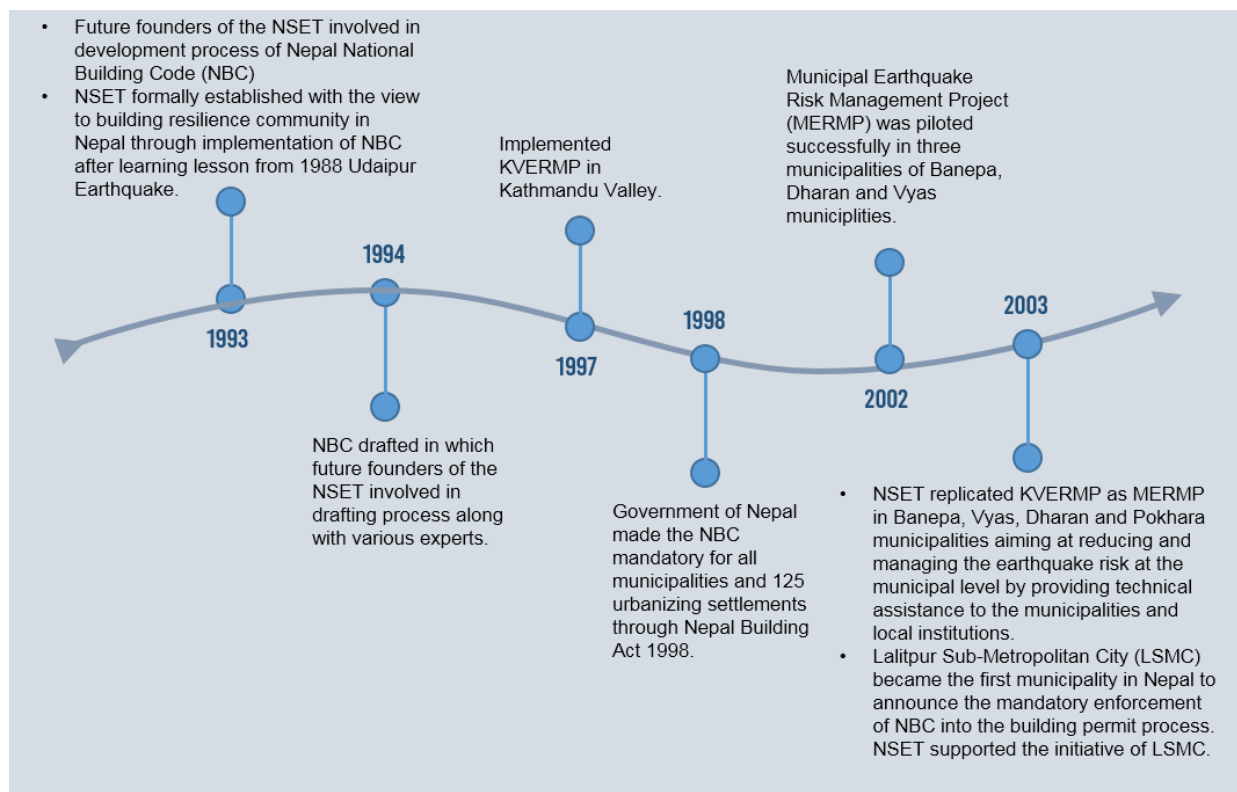 • Future founders of the NSET involved in
development process of Nepal National
Building Code (NBC)
• NSET formally established with the view
to building resilience community in
Nepal through implementation of NBC
after learning lesson from 1988 Udaipur
Earthquake.
1993
1994
NBC drafted in which
future founders of the
NSET involved in
drafting process along
with various experts.
Implemented
KVERMP in
Kathmandu Valley.
1997
1998
Government of Nepal
made the NBC
mandatory for all
municipalities and 125
urbanizing settlements
through Nepal Building
Act 1998.
Municipal Earthquake
Risk Management Project
(MERMP) was piloted
successfully in three
municipalities of Banepa,
Dharan and Vyas
municiplities.
2002
2003
• NSET replicated KVERMP as MERMP
in Banepa, Vyas, Dharan and Pokhara
municipalities aiming at reducing and
managing the earthquake risk at the
municipal level by providing technical
assistance to the municipalities and
local institutions.
• Lalitpur Sub-Metropolitan City (LSMC)
became the first municipality in Nepal to
announce the mandatory enforcement
of NBC into the building permit process.
NSET supported the initiative of LSMC.